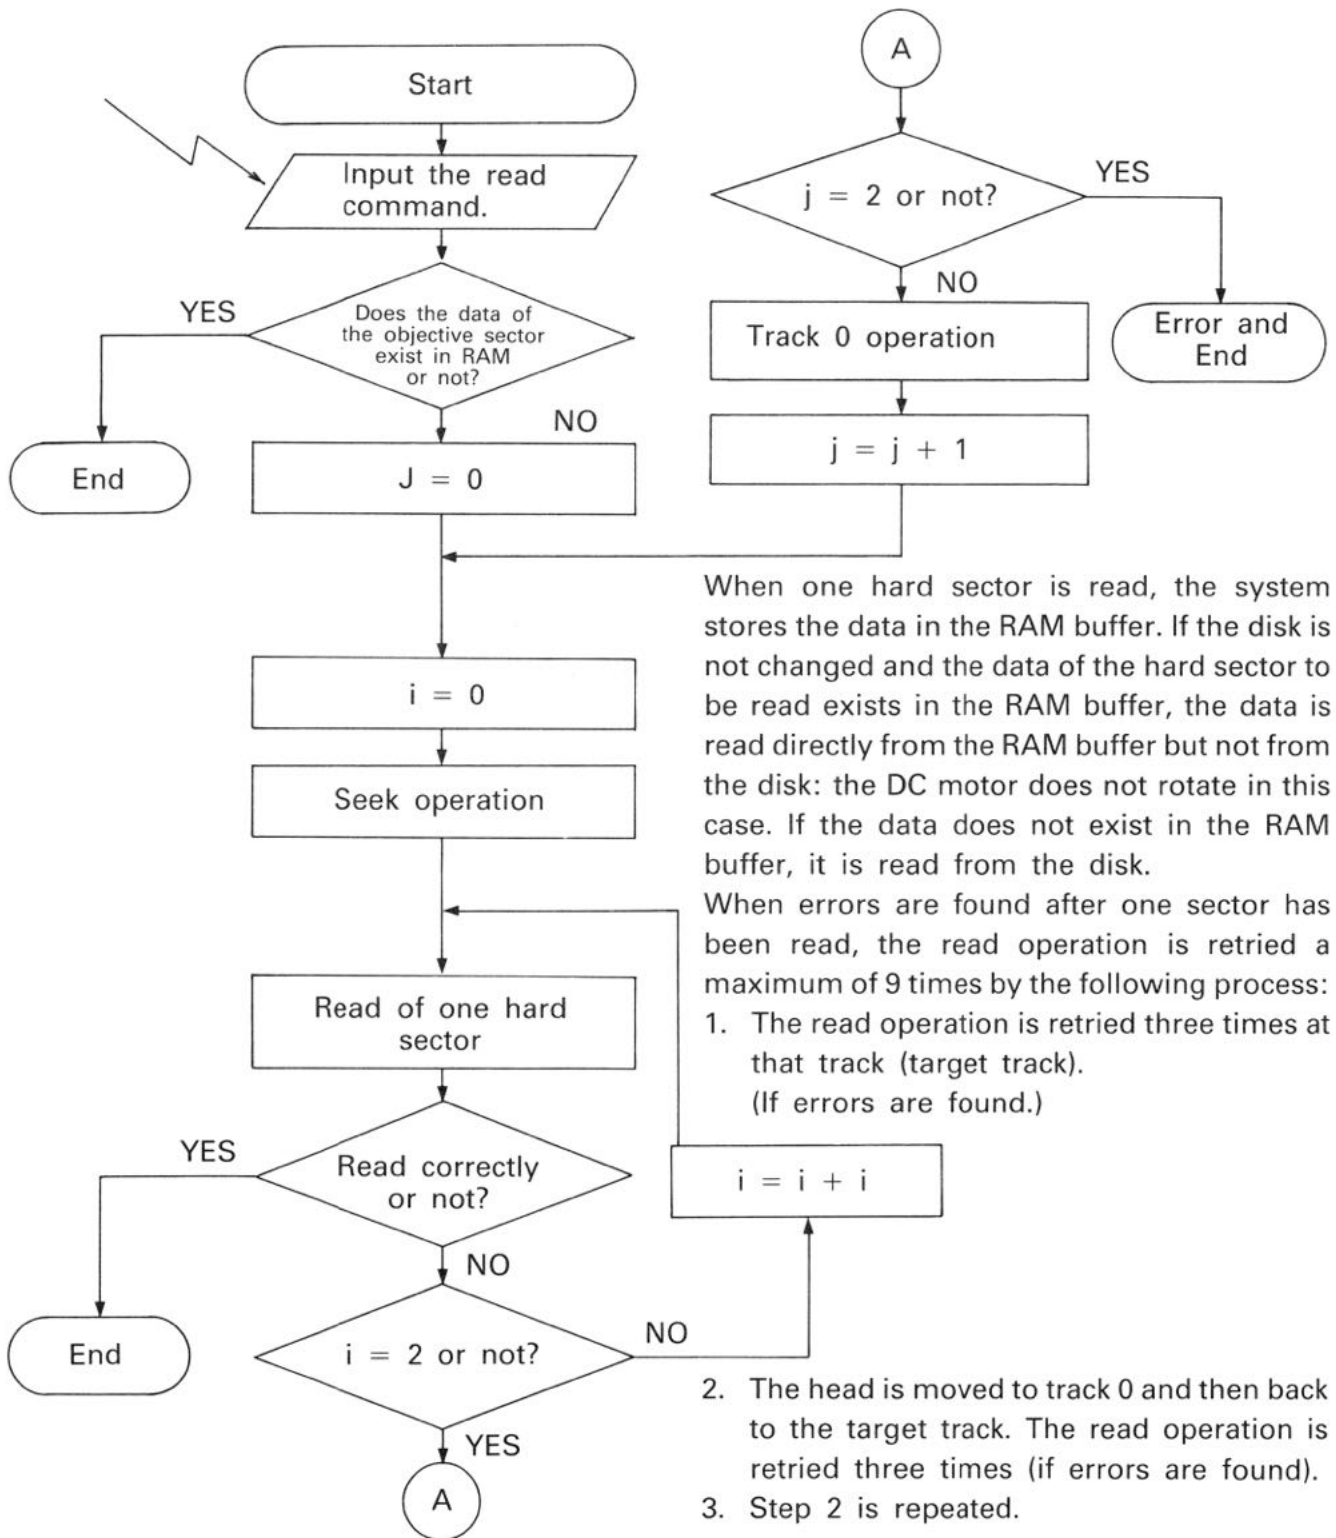 Start
Input the read
command.
YES
Does the data of
the objective sector
exist in RAM
or not?
NO
End
J = 0
i = 0
Seek operation
Read of one hard
sector
YES
Read correctly
or not?
NO
End
i = 2 or not?
NO
i = i + i
YES
A
A
j = 2 or not?
YES
NO
Track 0 operation
Error and
End
j = j + 1
When one hard sector is read, the system
stores the data in the RAM buffer. If the disk is
not changed and the data of the hard sector to
be read exists in the RAM buffer, the data is
read directly from the RAM buffer but not from
the disk: the DC motor does not rotate in this
case. If the data does not exist in the RAM
buffer, it is read from the disk.
When errors are found after one sector has
been read, the read operation is retried a
maximum of 9 times by the following process:
1. The read operation is retried three times at
that track (target track).
(If errors are found.)
2. The head is moved to track 0 and then back
to the target track. The read operation is
retried three times (if errors are found).
3. Step 2 is repeated.